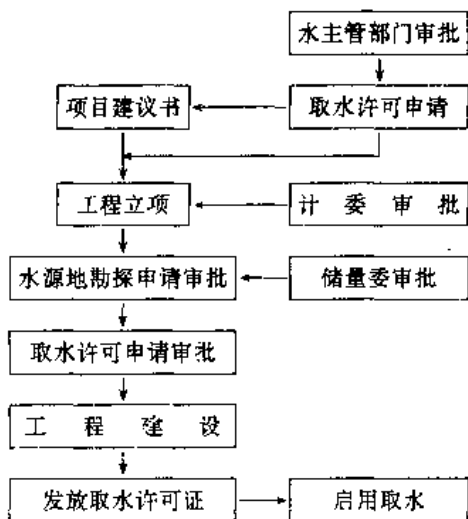 水主管部门审批
项目建议书
取水许可申请
工程立项
计委审批
水源地勘探申请审批
储量委审批
取水许可申请审批
工程建设
发放取水许可证
启用取水